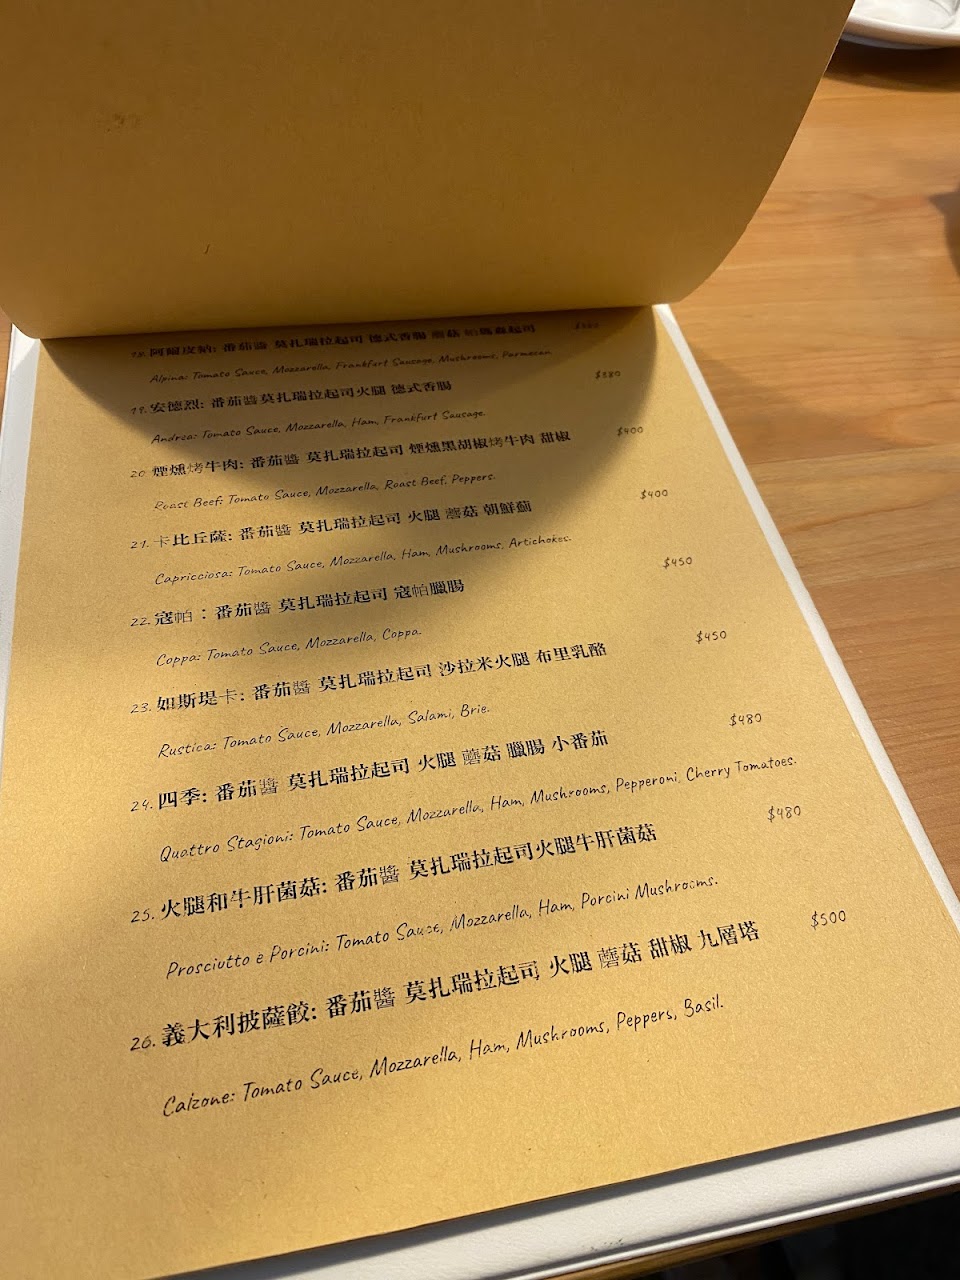 18. 阿爾皮納: 番茄醬 莫扎瑞拉起司 德式香腸 蘑菇 帕瑪森起司
Alpina: Tomato Sauce, Mozzarella, Frankfurt Sausage, Mushrooms, Parmesan
19. 安德烈: 番茄醬莫扎瑞拉起司火腿 德式香腸 $380
Andrea: Tomato Sauce, Mozzarella, Ham, Frankfurt Sausage.
20 煙燻烤牛肉: 番茄醬 莫扎瑞拉起司 煙燻黑胡椒烤牛肉 甜椒 $400
Roast Beef: Tomato Sauce, Mozzarella, Roast Beef, Peppers.
21. 卡比丘薩: 番茄醬 莫扎瑞拉起司 火腿 蘑菇 朝鮮薊 $400
Capricciosa: Tomato Sauce, Mozzarella, Ham, Mushrooms, Artichokes.
22. 寇帕 : 番茄醬 莫扎瑞拉起司 寇帕臘腸 $450
Coppa: Tomato Sauce, Mozzarella, Coppa.
23. 如斯堤卡: 番茄醬 莫扎瑞拉起司 沙拉米火腿 布里乳酪 $450
Rustica: Tomato Sauce, Mozzarella, Salami, Brie.
24. 四季: 番茄醬 莫扎瑞拉起司 火腿 蘑菇 臘腸 小番茄 $480
Quattro Stagioni: Tomato Sauce, Mozzarella, Ham, Mushrooms, Pepperoni, Cherry Tomatoes.
25. 火腿和牛肝菌菇: 番茄醬 莫扎瑞拉起司火腿牛肝菌菇 $480
Prosciutto e Porcini: Tomato Sauce, Mozzarella, Ham, Porcini Mushrooms.
26. 義大利披薩餃: 番茄醬 莫扎瑞拉起司 火腿 蘑菇 甜椒 九層塔 $500
Calzone: Tomato Sauce, Mozzarella, Ham, Mushrooms, Peppers, Basil.